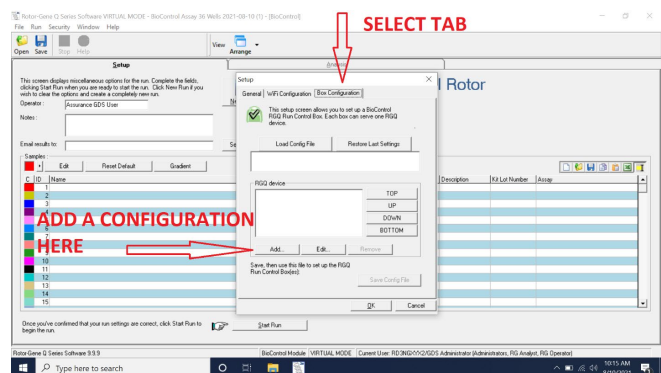 Rotor-Gene Q Series Software VIRTUAL MODE - BioControl Assay 36 Wells 2021-08-10 (1) - [BioControl]
SELECT TAB
File Run Security Window Help
Open Save Stop Help
View
Arrange
Setup
This screen displays miscellaneous options for the run. Complete the fields,
clicking Start Run when you are ready to start the run. Click New Run if you
wish to clear the options and create a completely new run.
Operator: Assurance GDS User
Notes:
Email results to:
Samples
Edit Reset Default Gradient
C ID Name
1
2
3
4
6
7
10
11
12
13
14
15
Rotor
Description Kit Lot Number Assay
Setup
General WiFi Configuration Box Configuration
This setup screen allows you to set up a BioControl
RGQ Run Control Box. Each box can serve one RGQ
device.
Load Config File Restore Last Settings
RGQ device
TOP
UP
DOWN
BOTTOM
Add... Edit... Remove
Save, then use this file to set up the RGQ
Run Control Box(es):
Save Config File
OK Cancel
ADD A CONFIGURATION
HERE
Once you've confirmed that your run settings are correct, click Start Run to
begin the run.
Start Run
Rotor-Gene Q Series Software 9.9.9
BioControl Module VIRTUAL MODE
Type here to search
10:15 AM